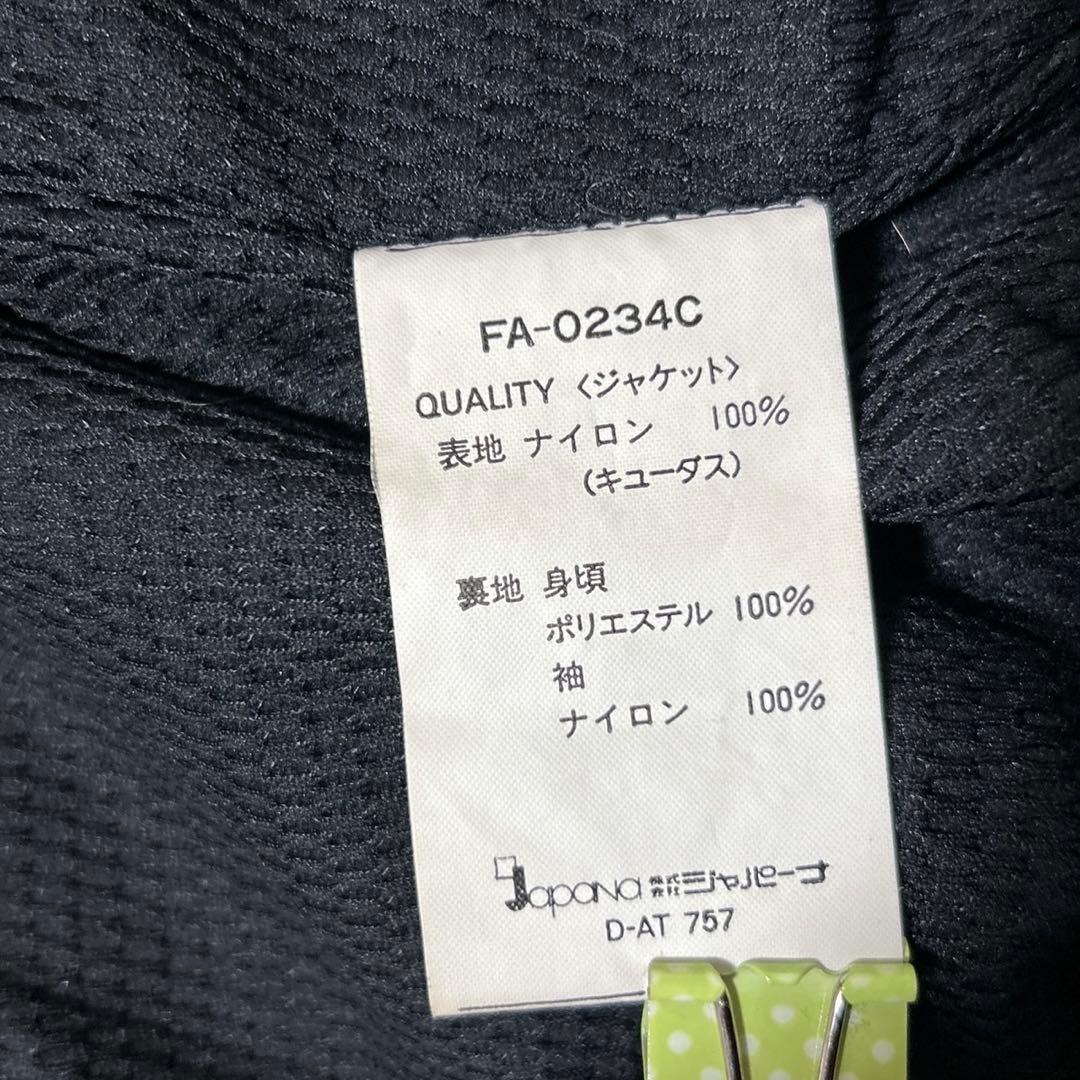 FA-0234C
QUALITY 〈ジャケット〉
表地 ナイロン 100%
(キューダス)
裏地 身頃
ポリエステル 100%
袖
ナイロン 100%
Japana 株式会社 ジャパーナ
D-AT 757